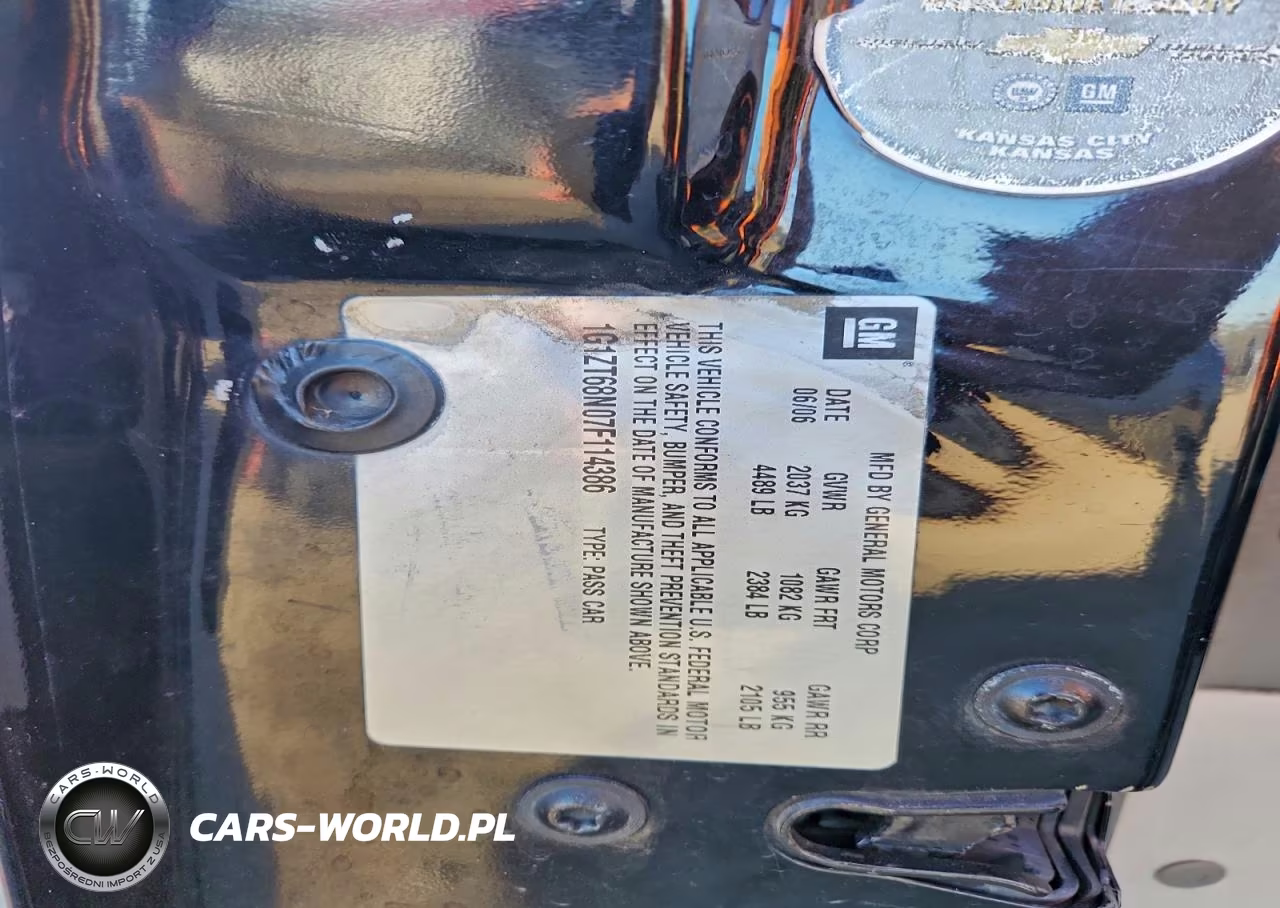 GM
KANSAS CITY
KANSAS
GM®
MFD BY GENERAL MOTORS CORP
DATE GVWR GAWR FRT GAWR RR
06/06 2037 KG 1082 KG 955 KG
4489 LB 2384 LB 2105 LB
THIS VEHICLE CONFORMS TO ALL APPLICABLE U.S. FEDERAL MOTOR
VEHICLE SAFETY, BUMPER, AND THEFT PREVENTION STANDARDS IN
EFFECT ON THE DATE OF MANUFACTURE SHOWN ABOVE.
1G1ZT68N07F114386 TYPE: PASS CAR
CARS-WORLD
CW
BEZPOŚREDNI IMPORT Z USA
CARS-WORLD.PL